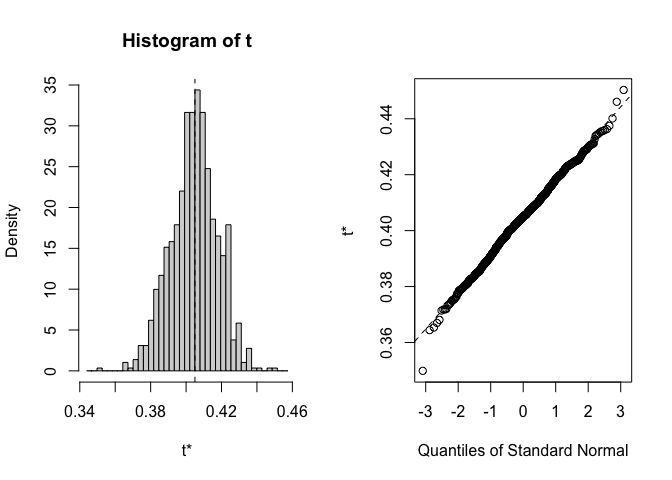 Histogram of t
Density
0 5 10 15 20 25 30 35
0.34 0.38 0.42 0.46
t*
t*
0.36 0.38 0.40 0.42 0.44
-3 -2 -1 0 1 2 3
Quantiles of Standard Normal